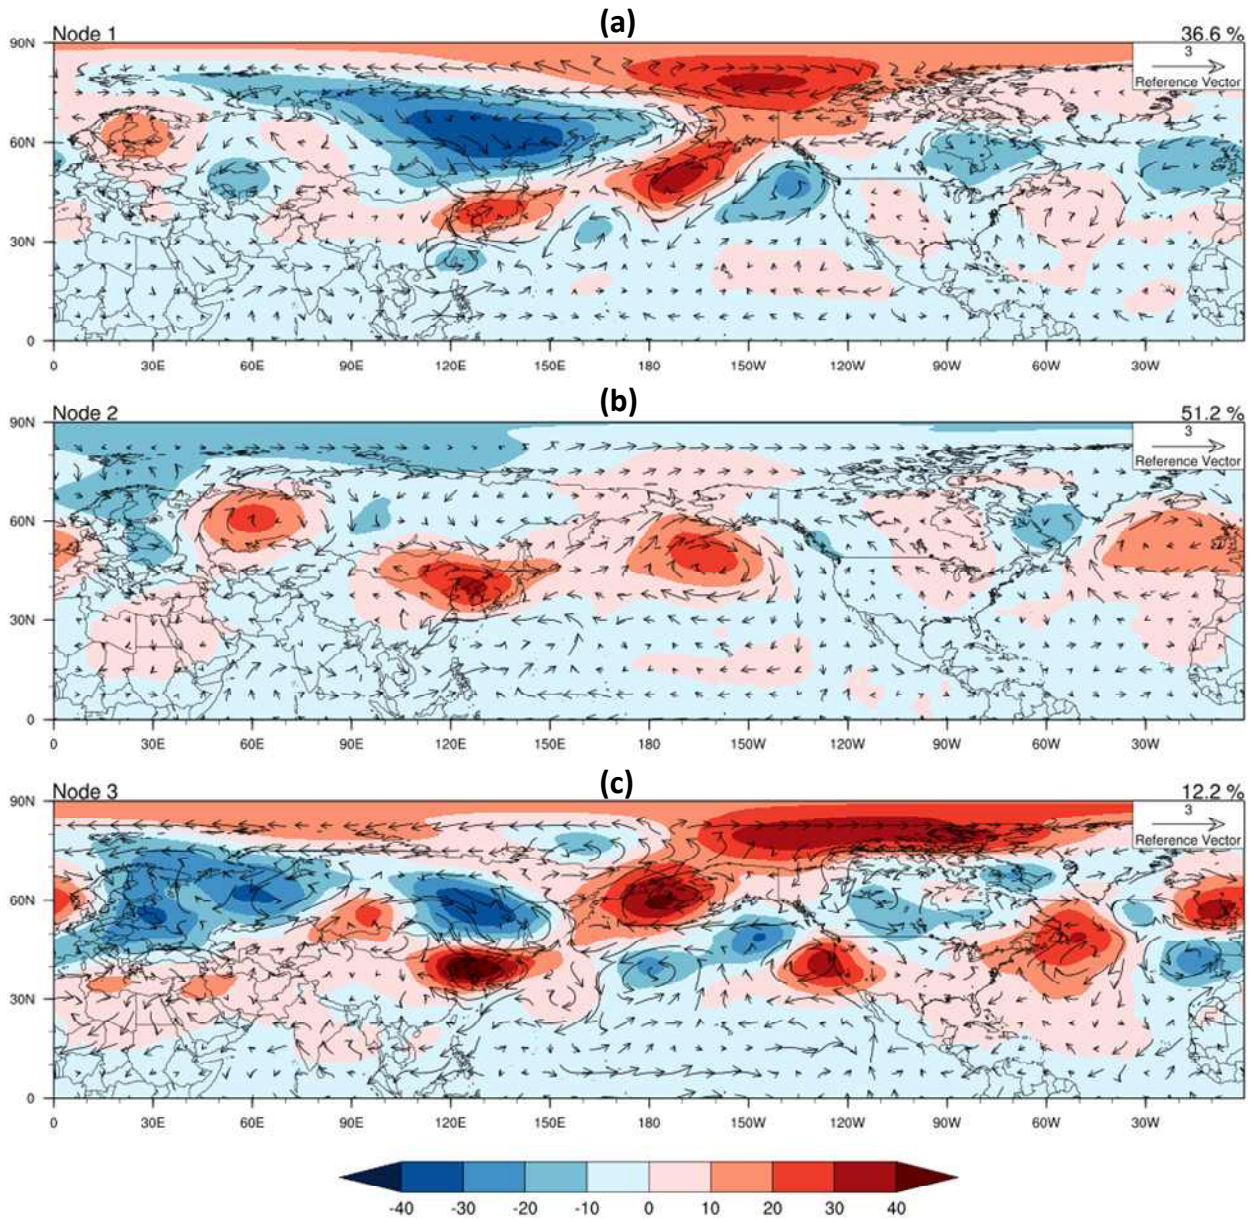 (a)
Node 1
36.6 %
3
Reference Vector
90N
60N
30N
0
0 30E 60E 90E 120E 150E 180 150W 120W 90W 60W 30W
(b)
Node 2
51.2 %
3
Reference Vector
90N
60N
30N
0
0 30E 60E 90E 120E 150E 180 150W 120W 90W 60W 30W
(c)
Node 3
12.2 %
3
Reference Vector
90N
60N
30N
0
0 30E 60E 90E 120E 150E 180 150W 120W 90W 60W 30W
-40 -30 -20 -10 0 10 20 30 40